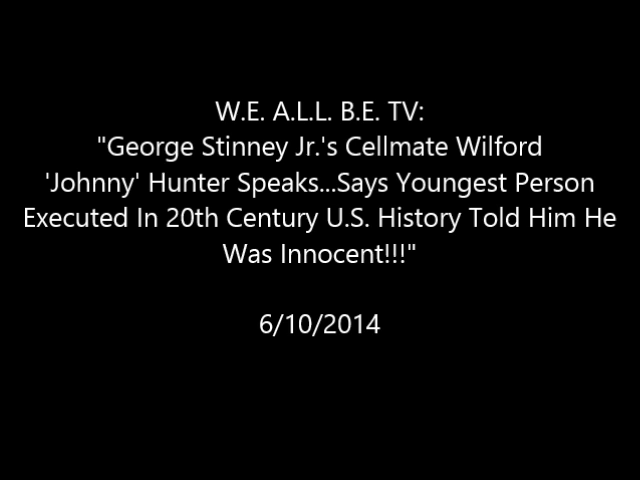 W.E. A.L.L. B.E. TV:
"George Stinney Jr.'s Cellmate Wilford
'Johnny' Hunter Speaks...Says Youngest Person
Executed In 20th Century U.S. History Told Him He
Was Innocent!!!"
6/10/2014